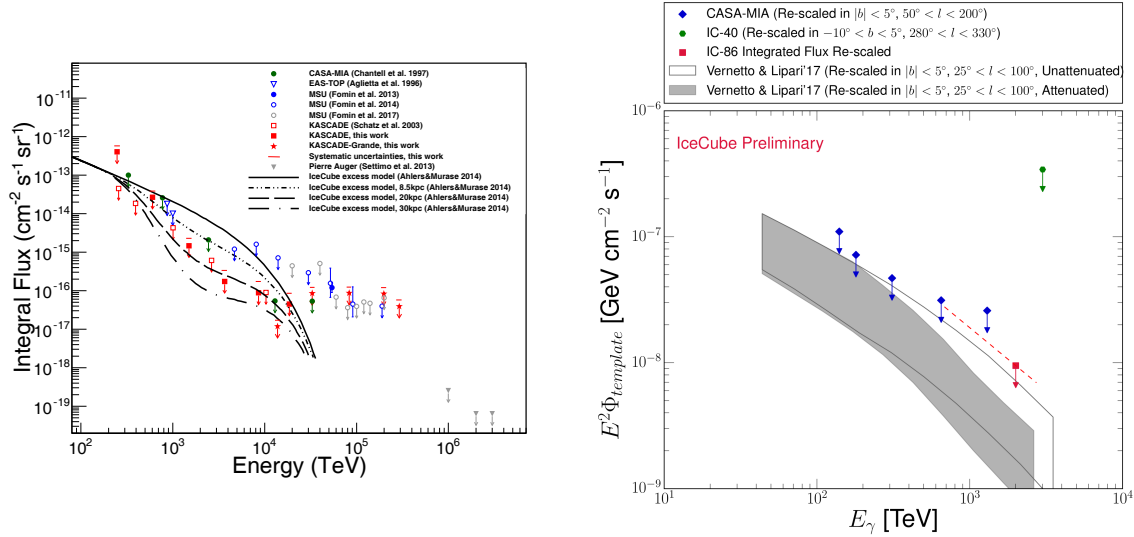 CASA-MIA (Chantell et al. 1997)
EAS-TOP (Aglietta et al. 1996)
MSU (Fomin et al. 2013)
MSU (Fomin et al. 2014)
MSU (Fomin et al. 2017)
KASCADE (Schatz et al. 2003)
KASCADE, this work
KASCADE-Grande, this work
Systematic uncertainties, this work
Pierre Auger (Settimo et al. 2013)
IceCube excess model (Ahlers&Murase 2014)
IceCube excess model, 8.5kpc (Ahlers&Murase 2014)
IceCube excess model, 20kpc (Ahlers&Murase 2014)
IceCube excess model, 30kpc (Ahlers&Murase 2014)
Integral Flux (cm⁻² s⁻¹ sr⁻¹)
10⁻¹¹
10⁻¹²
10⁻¹³
10⁻¹⁴
10⁻¹⁵
10⁻¹⁶
10⁻¹⁷
10⁻¹⁸
10⁻¹⁹
10² 10³ 10⁴ 10⁵ 10⁶
Energy (TeV)
CASA-MIA (Re-scaled in |b| < 5°, 50° < l < 200°)
IC-40 (Re-scaled in −10° < b < 5°, 280° < l < 330°)
IC-86 Integrated Flux Re-scaled
Vernetto & Lipari'17 (Re-scaled in |b| < 5°, 25° < l < 100°, Unattenuated)
Vernetto & Lipari'17 (Re-scaled in |b| < 5°, 25° < l < 100°, Attenuated)
IceCube Preliminary
E²Φtemplate [GeV cm⁻² s⁻¹]
10⁻⁶
10⁻⁷
10⁻⁸
10⁻⁹
10¹ 10² 10³ 10⁴
Eγ [TeV]